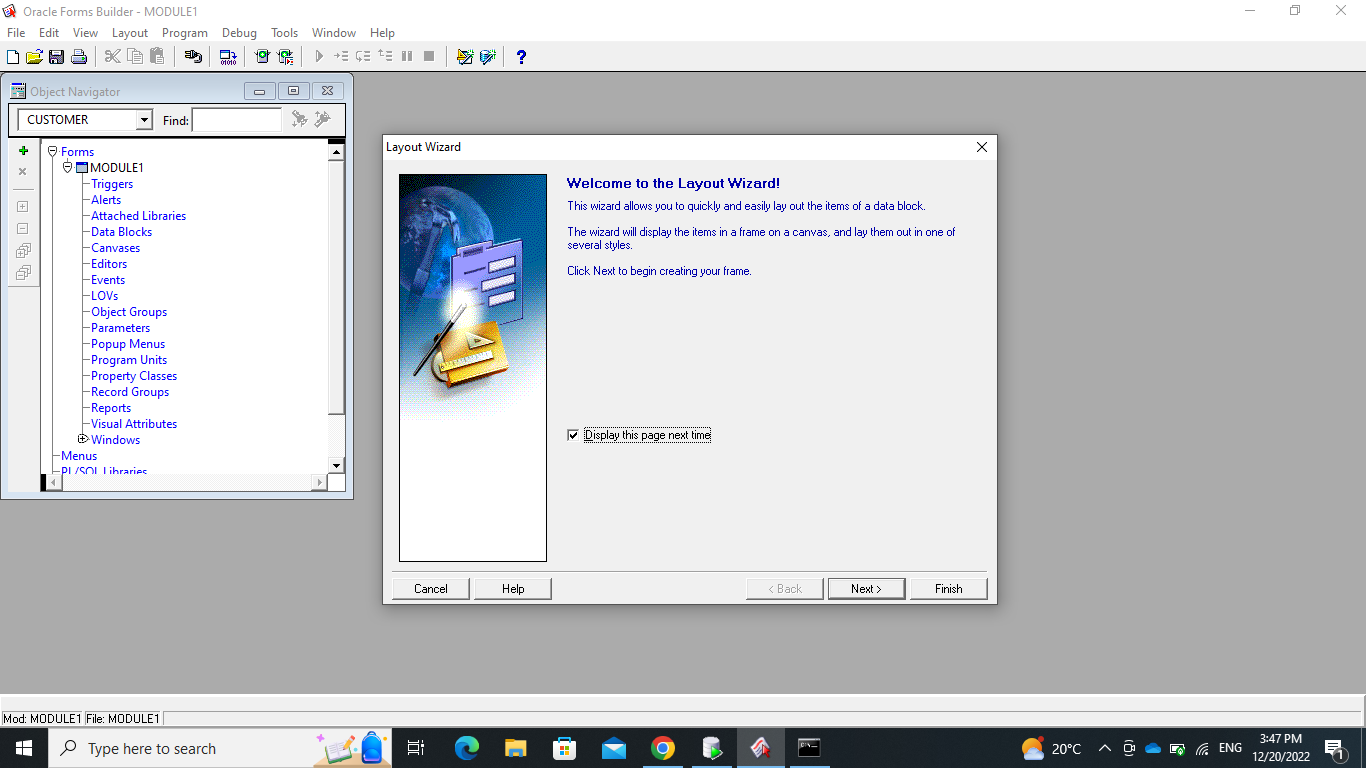 Oracle Forms Builder - MODULE1
File Edit View Layout Program Debug Tools Window Help
Object Navigator
CUSTOMER Find:
Forms
MODULE1
Triggers
Alerts
Attached Libraries
Data Blocks
Canvases
Editors
Events
LOVs
Object Groups
Parameters
Popup Menus
Program Units
Property Classes
Record Groups
Reports
Visual Attributes
Windows
Menus
PL/SQL Libraries
Layout Wizard
Welcome to the Layout Wizard!
This wizard allows you to quickly and easily lay out the items of a data block.
The wizard will display the items in a frame on a canvas, and lay them out in one of
several styles.
Click Next to begin creating your frame.
Display this page next time
Cancel Help < Back Next > Finish
Mod: MODULE1 File: MODULE1
Type here to search
20°C ENG
3:47 PM
12/20/2022
1